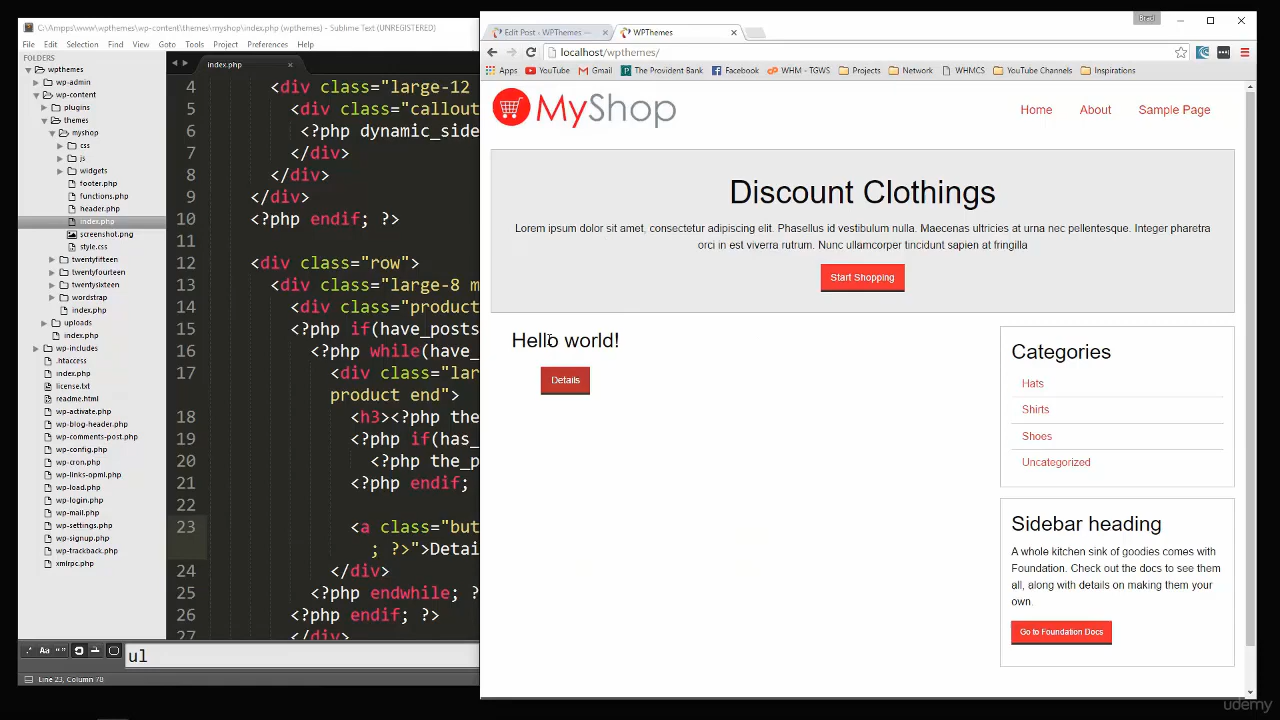 C:\Ampps\www\wpthemes\wp-content\themes\myshop\index.php (wpthemes) - Sublime Text (UNREGISTERED)
File Edit Selection Find View Goto Tools Project Preferences Help
FOLDERS
wpthemes
wp-admin
wp-content
plugins
themes
myshop
css
js
widgets
footer.php
functions.php
header.php
index.php
screenshot.png
style.css
twentyfifteen
twentyfourteen
twentysixteen
wordstrap
index.php
uploads
index.php
wp-includes
.htaccess
index.php
license.txt
readme.html
wp-activate.php
wp-blog-header.php
wp-comments-post.php
wp-config.php
wp-cron.php
wp-links-opml.php
wp-load.php
wp-login.php
wp-mail.php
wp-settings.php
wp-signup.php
wp-trackback.php
xmlrpc.php
index.php
4 <div class="large-12
5 <div class="callout
6 <?php dynamic_side
7 </div>
8 </div>
9 </div>
10 <?php endif; ?>
11
12 <div class="row">
13 <div class="large-8 m
14 <div class="product
15 <?php if(have_posts
16 <?php while(have_
17 <div class="lar
product end">
18 <h3><?php the
19 <?php if(has_
20 <?php the_p
21 <?php endif;
22
23 <a class="but
; ?>">Detai
24 </div>
25 <?php endwhile; ?
26 <?php endif; ?>
27 </div>
.* Aa "" ul
Line 23, Column 78
Brad
Edit Post ‹ WPThemes —
WPThemes
localhost/wpthemes/
Apps YouTube Gmail The Provident Bank Facebook WHM - TGWS Projects Network WHMCS YouTube Channels Inspirations
MyShop
Home About Sample Page
Discount Clothings
Lorem ipsum dolor sit amet, consectetur adipiscing elit. Phasellus id vestibulum nulla. Maecenas ultricies at urna nec pellentesque. Integer pharetra
orci in est viverra rutrum. Nunc ullamcorper tincidunt sapien at fringilla
Start Shopping
Hello world!
Details
Categories
Hats
Shirts
Shoes
Uncategorized
Sidebar heading
A whole kitchen sink of goodies comes with
Foundation. Check out the docs to see them
all, along with details on making them your
own.
Go to Foundation Docs
udemy